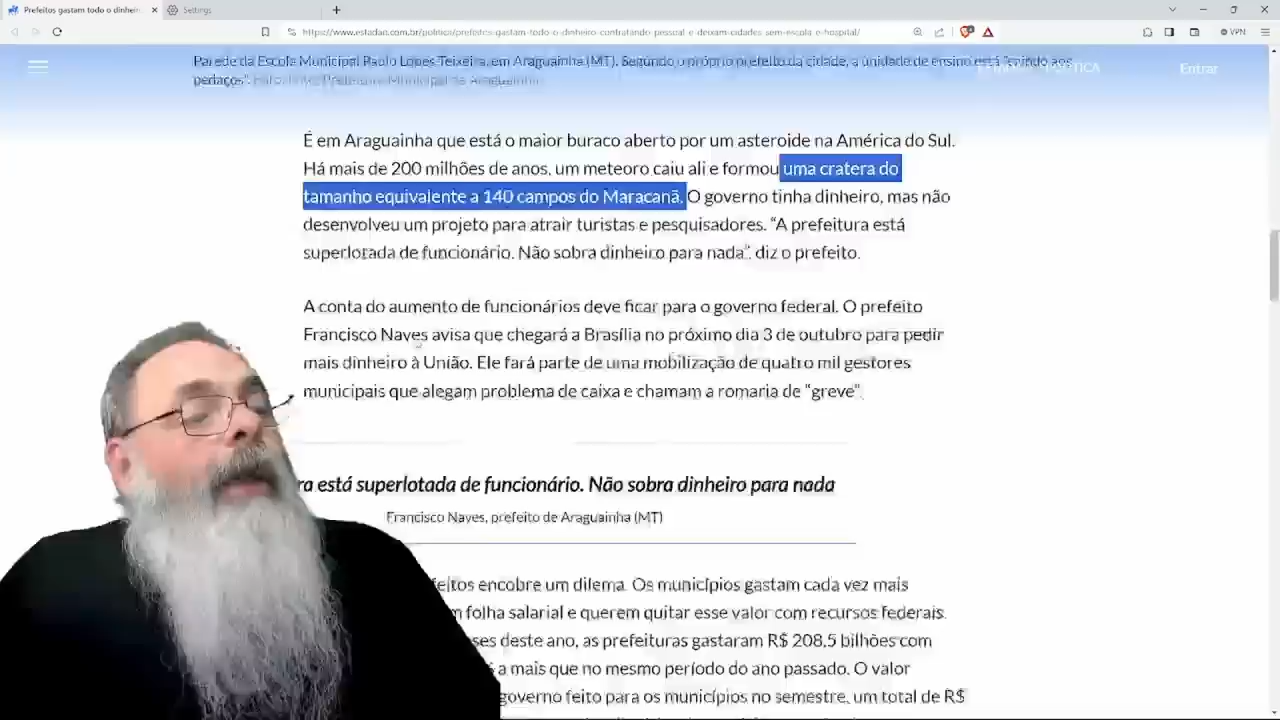 Prefeitos gastam todo o dinheir
Settings
https://www.estadao.com.br/politica/prefeitos-gastam-todo-o-dinheiro-contratando-pessoal-e-deixam-cidades-sem-escola-e-hospital/
VPN
Parede da Escola Municipal Paulo Lopes Teixeira, em Araguainha (MT). Segundo o próprio prefeito da cidade, a unidade de ensino está "caindo aos
pedaços".
Entrar
É em Araguainha que está o maior buraco aberto por um asteroide na América do Sul.
Há mais de 200 milhões de anos, um meteoro caiu ali e formou uma cratera do
tamanho equivalente a 140 campos do Maracanã. O governo tinha dinheiro, mas não
desenvolveu um projeto para atrair turistas e pesquisadores. “A prefeitura está
superlotada de funcionário. Não sobra dinheiro para nada”, diz o prefeito.
A conta do aumento de funcionários deve ficar para o governo federal. O prefeito
Francisco Naves avisa que chegará a Brasília no próximo dia 3 de outubro para pedir
mais dinheiro à União. Ele fará parte de uma mobilização de quatro mil gestores
municipais que alegam problema de caixa e chamam a romaria de “greve”.
ra está superlotada de funcionário. Não sobra dinheiro para nada
Francisco Naves, prefeito de Araguainha (MT)
feitos encobre um dilema. Os municípios gastam cada vez mais
m folha salarial e querem quitar esse valor com recursos federais.
ses deste ano, as prefeituras gastaram R$ 208,5 bilhões com
a mais que no mesmo período do ano passado. O valor
governo feito para os municípios no semestre, um total de R$